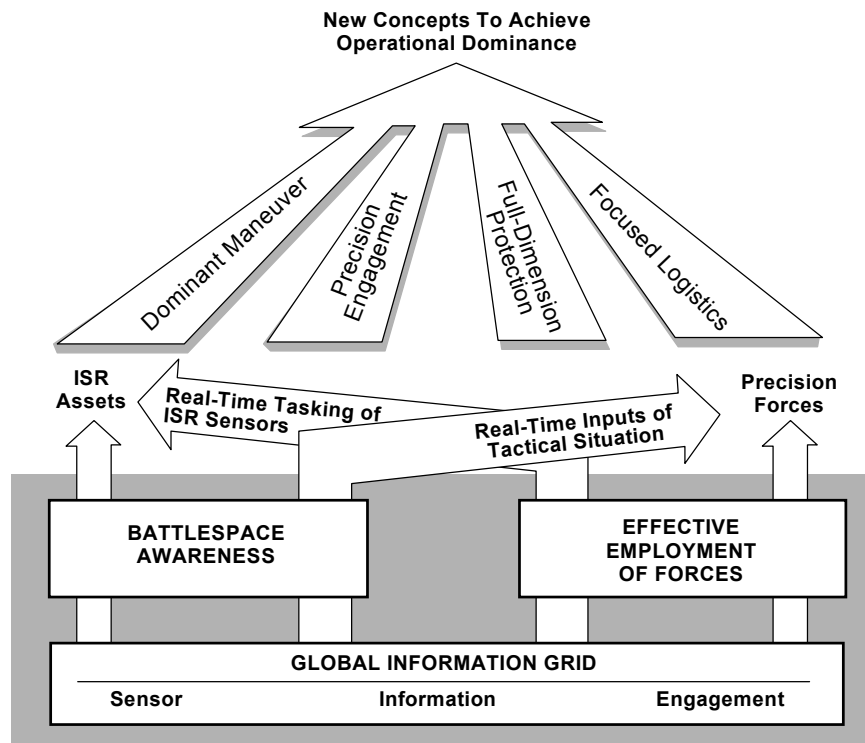 New Concepts To Achieve
Operational Dominance
Dominant Maneuver
Precision
Engagement
Full-Dimension
Protection
Focused Logistics
ISR
Assets
Real-Time Tasking of
ISR Sensors
Real-Time Inputs of
Tactical Situation
Precision
Forces
BATTLESPACE
AWARENESS
EFFECTIVE
EMPLOYMENT
OF FORCES
GLOBAL INFORMATION GRID
Sensor Information Engagement